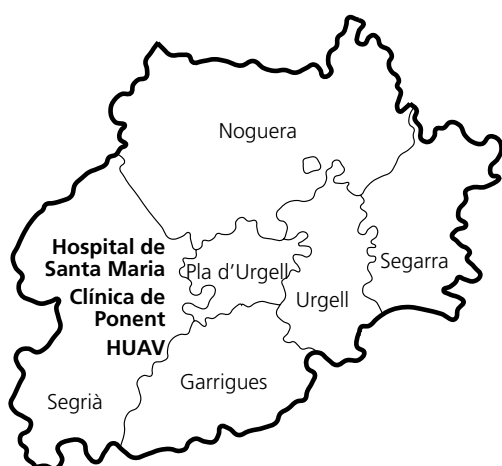 Noguera
Hospital de
Santa Maria
Pla d'Urgell
Segarra
Clínica de
Ponent
Urgell
HUAV
Garrigues
Segrià